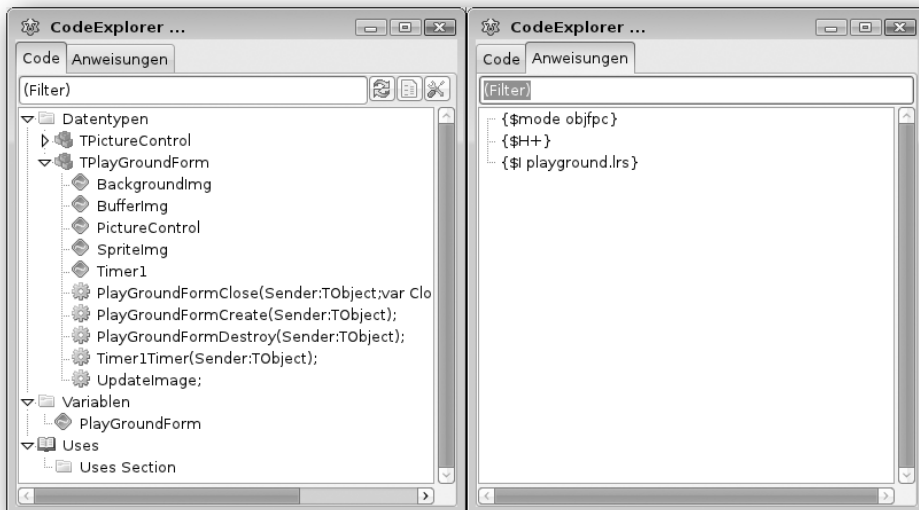 CodeExplorer ...
Code Anweisungen
(Filter)
Datentypen
TPictureControl
TPlayGroundForm
BackgroundImg
BufferImg
PictureControl
SpriteImg
Timer1
PlayGroundFormClose(Sender:TObject;var Clo
PlayGroundFormCreate(Sender:TObject);
PlayGroundFormDestroy(Sender:TObject);
Timer1Timer(Sender:TObject);
UpdateImage;
Variablen
PlayGroundForm
Uses
Uses Section
CodeExplorer ...
Code Anweisungen
(Filter)
{$mode objfpc}
{$H+}
{$I playground.lrs}